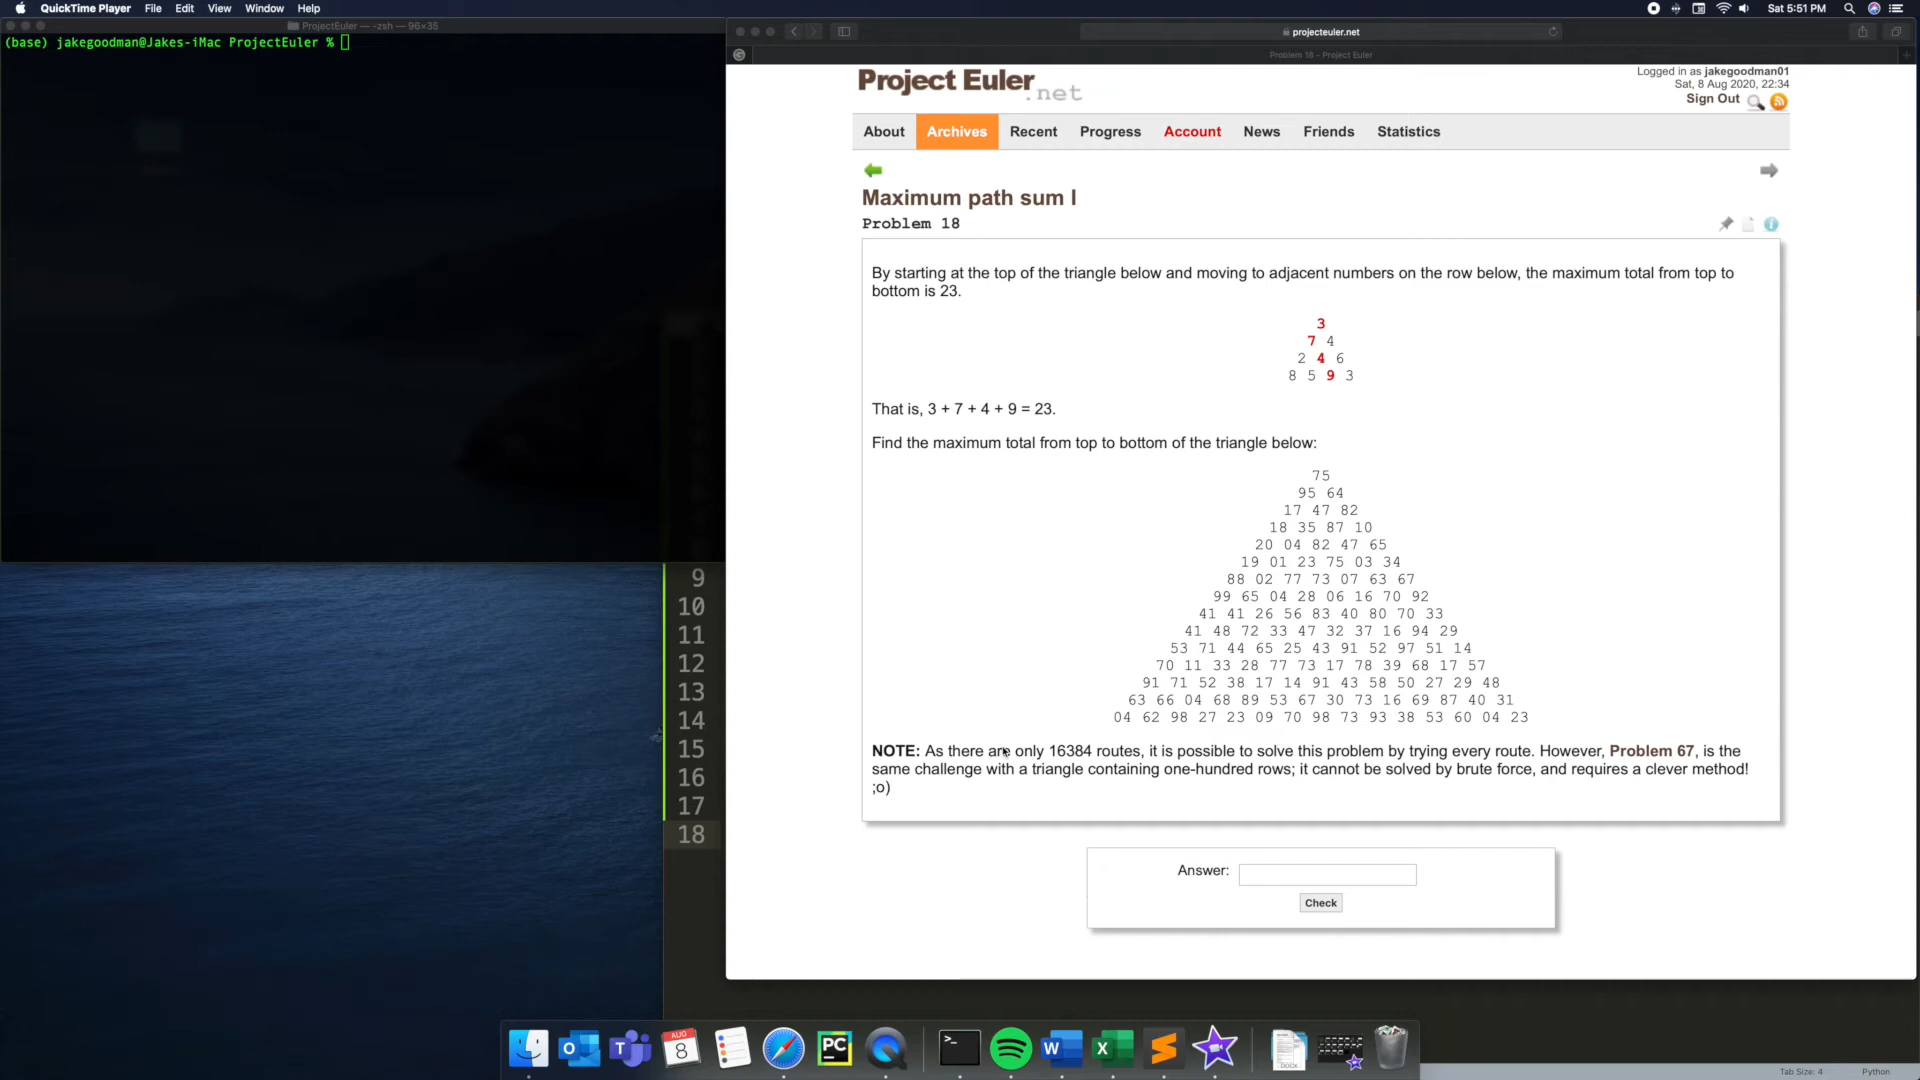 QuickTime Player File Edit View Window Help
Sat 5:51 PM
ProjectEuler — -zsh — 96×35
(base) jakegoodman@Jakes-iMac ProjectEuler %
projecteuler.net
Problem 18 - Project Euler
Project Euler
.net
Logged in as jakegoodman01
Sat, 8 Aug 2020, 22:34
Sign Out
About Archives Recent Progress Account News Friends Statistics
Maximum path sum I
Problem 18
By starting at the top of the triangle below and moving to adjacent numbers on the row below, the maximum total from top to
bottom is 23.
3
7 4
2 4 6
8 5 9 3
That is, 3 + 7 + 4 + 9 = 23.
Find the maximum total from top to bottom of the triangle below:
75
95 64
17 47 82
18 35 87 10
20 04 82 47 65
19 01 23 75 03 34
88 02 77 73 07 63 67
99 65 04 28 06 16 70 92
41 41 26 56 83 40 80 70 33
41 48 72 33 47 32 37 16 94 29
53 71 44 65 25 43 91 52 97 51 14
70 11 33 28 77 73 17 78 39 68 17 57
91 71 52 38 17 14 91 43 58 50 27 29 48
63 66 04 68 89 53 67 30 73 16 69 87 40 31
04 62 98 27 23 09 70 98 73 93 38 53 60 04 23
NOTE: As there are only 16384 routes, it is possible to solve this problem by trying every route. However, Problem 67, is the
same challenge with a triangle containing one-hundred rows; it cannot be solved by brute force, and requires a clever method!
;o)
Answer:
Check
9
10
11
12
13
14
15
16
17
18
AUG
8
PC
>_
W
X
DOCX
Tab Size: 4 Python